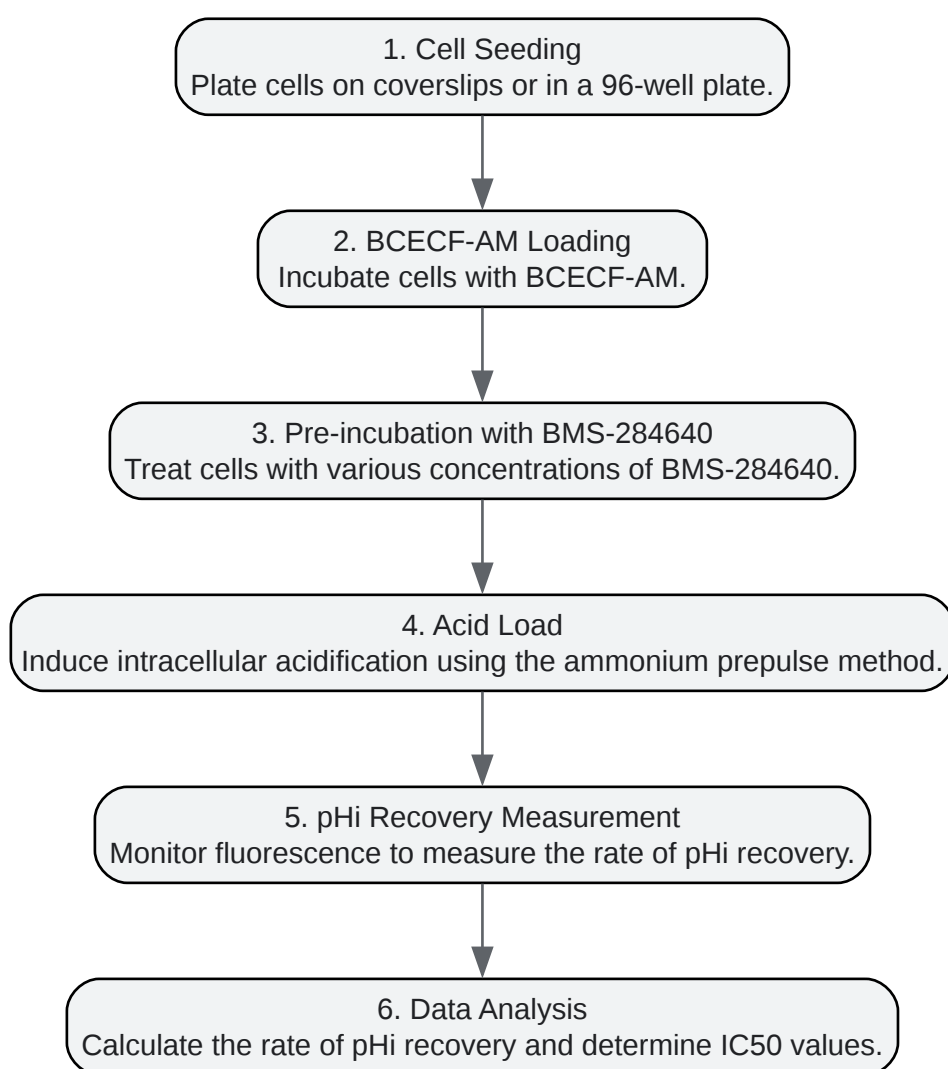 1. Cell Seeding
Plate cells on coverslips or in a 96-well plate.
2. BCECF-AM Loading
Incubate cells with BCECF-AM.
3. Pre-incubation with BMS-284640
Treat cells with various concentrations of BMS-284640.
4. Acid Load
Induce intracellular acidification using the ammonium prepulse method.
5. pHi Recovery Measurement
Monitor fluorescence to measure the rate of pHi recovery.
6. Data Analysis
Calculate the rate of pHi recovery and determine IC50 values.